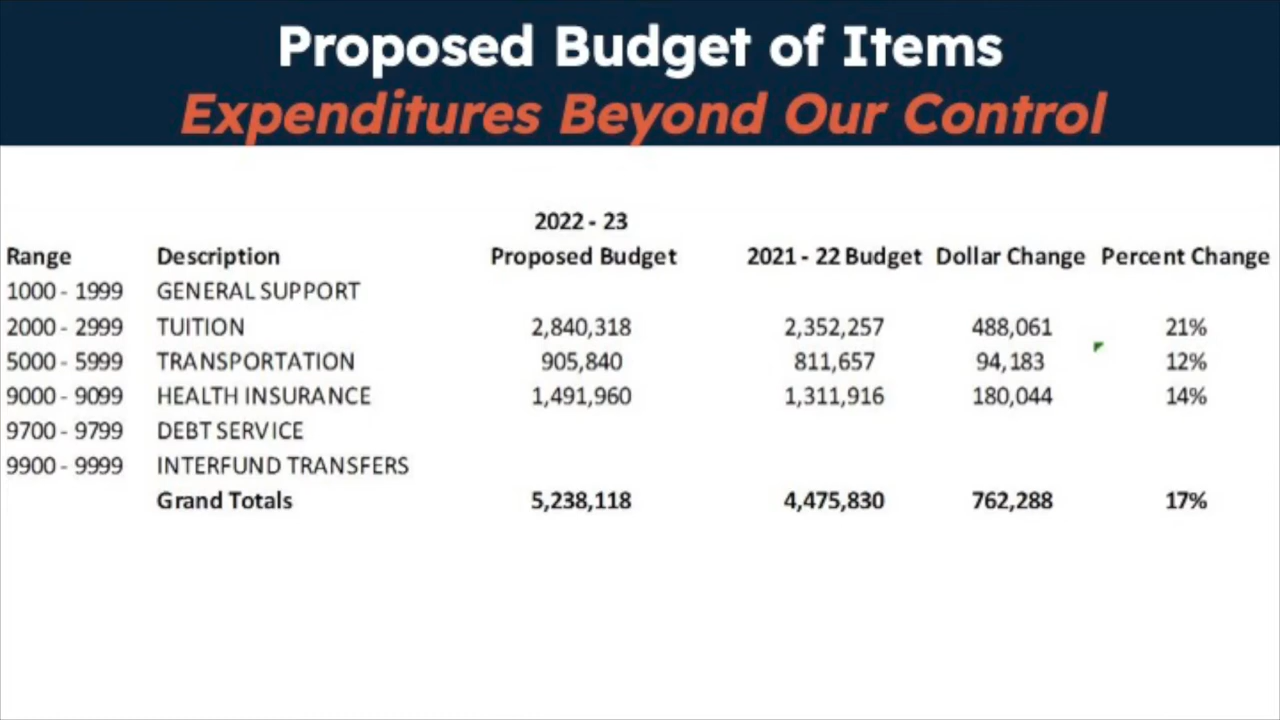 Proposed Budget of Items
Expenditures Beyond Our Control
2022 - 23
Range Description Proposed Budget 2021 - 22 Budget Dollar Change Percent Change
1000 - 1999 GENERAL SUPPORT
2000 - 2999 TUITION 2,840,318 2,352,257 488,061 21%
5000 - 5999 TRANSPORTATION 905,840 811,657 94,183 12%
9000 - 9099 HEALTH INSURANCE 1,491,960 1,311,916 180,044 14%
9700 - 9799 DEBT SERVICE
9900 - 9999 INTERFUND TRANSFERS
Grand Totals 5,238,118 4,475,830 762,288 17%